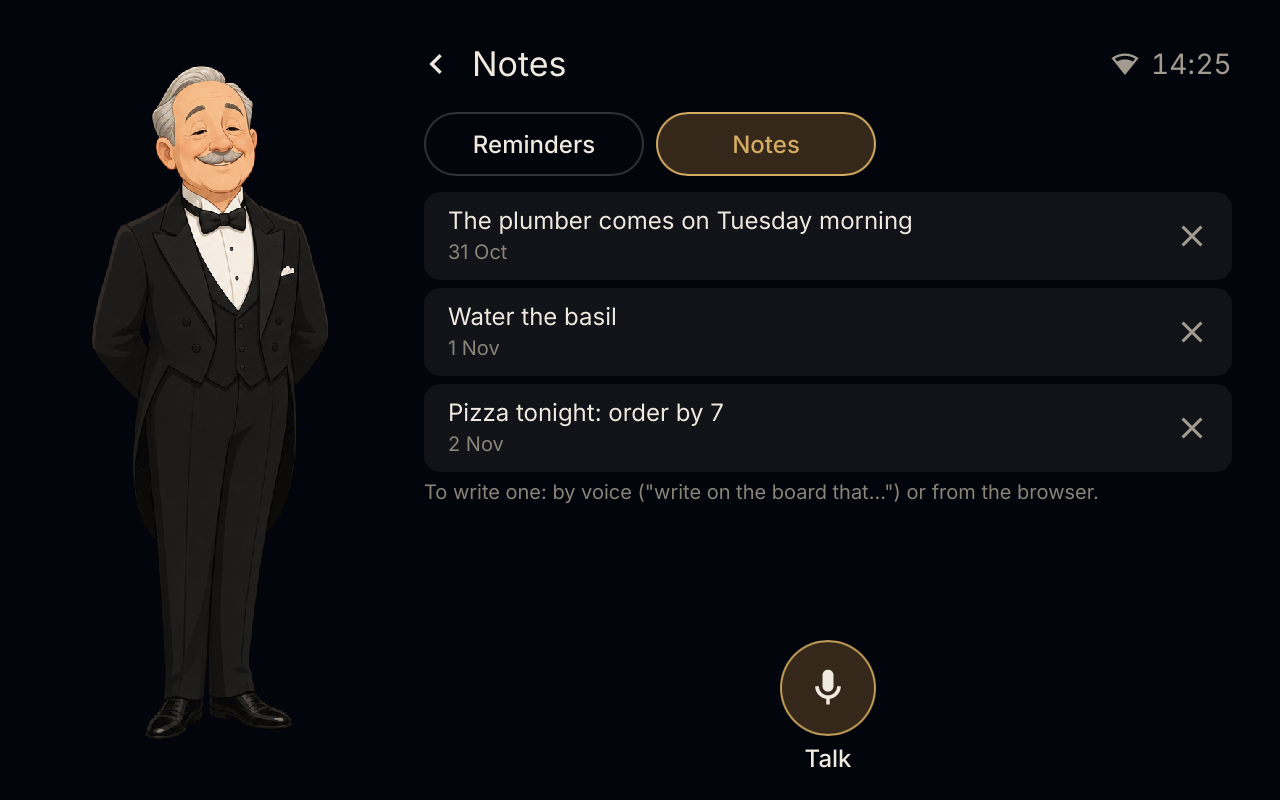 Notes
14:25
Reminders
Notes
The plumber comes on Tuesday morning
31 Oct
Water the basil
1 Nov
Pizza tonight: order by 7
2 Nov
To write one: by voice ("write on the board that...") or from the browser.
Talk